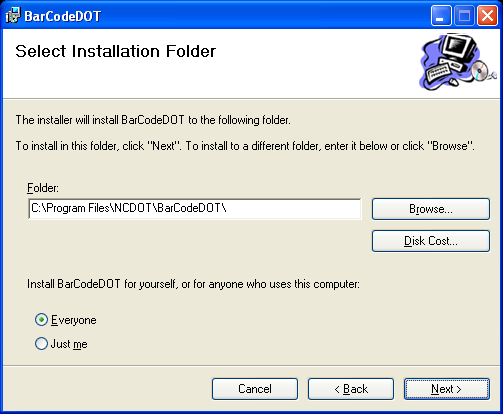 BarCodeDOT
Select Installation Folder
The installer will install BarCodeDOT to the following folder.
To install in this folder, click "Next". To install to a different folder, enter it below or click "Browse".
Folder:
C:\Program Files\NCDOT\BarCodeDOT\
Browse...
Disk Cost...
Install BarCodeDOT for yourself, or for anyone who uses this computer:
Everyone
Just me
Cancel
< Back
Next >